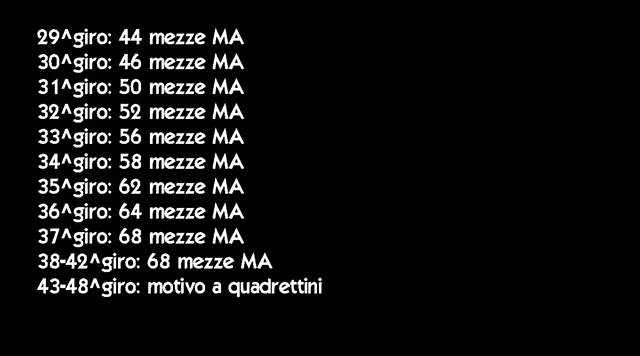 29^giro: 44 mezze MA
30^giro: 46 mezze MA
31^giro: 50 mezze MA
32^giro: 52 mezze MA
33^giro: 56 mezze MA
34^giro: 58 mezze MA
35^giro: 62 mezze MA
36^giro: 64 mezze MA
37^giro: 68 mezze MA
38-42^giro: 68 mezze MA
43-48^giro: motivo a quadrettini